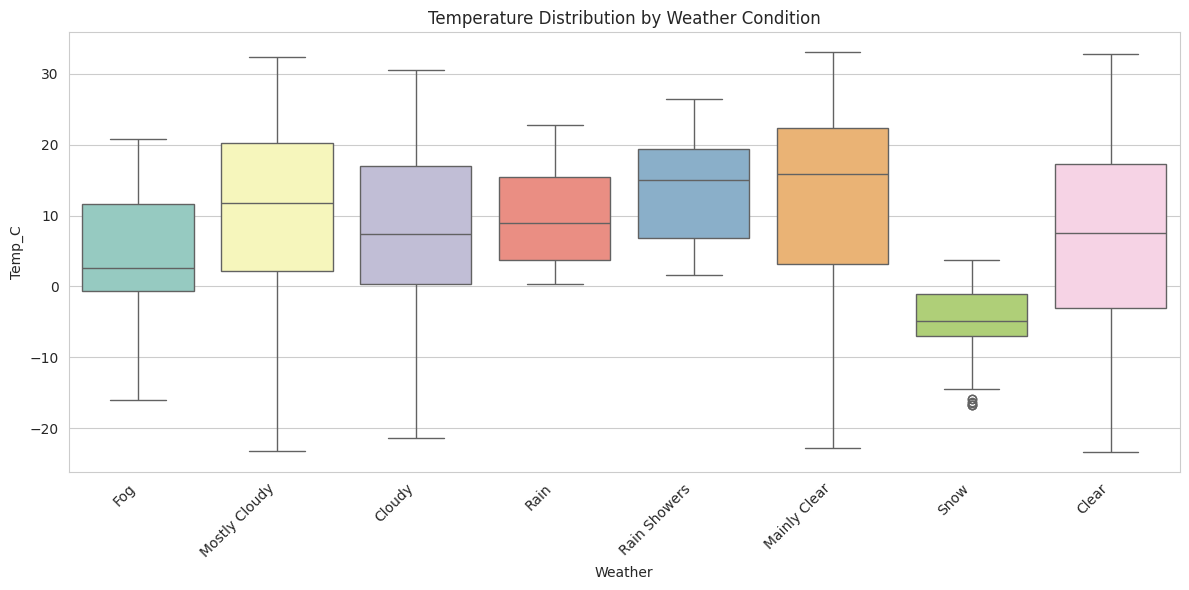 Temperature Distribution by Weather Condition
Temp_C
30
20
10
0
−10
−20
Fog
Mostly Cloudy
Cloudy
Rain
Rain Showers
Mainly Clear
Snow
Clear
Weather